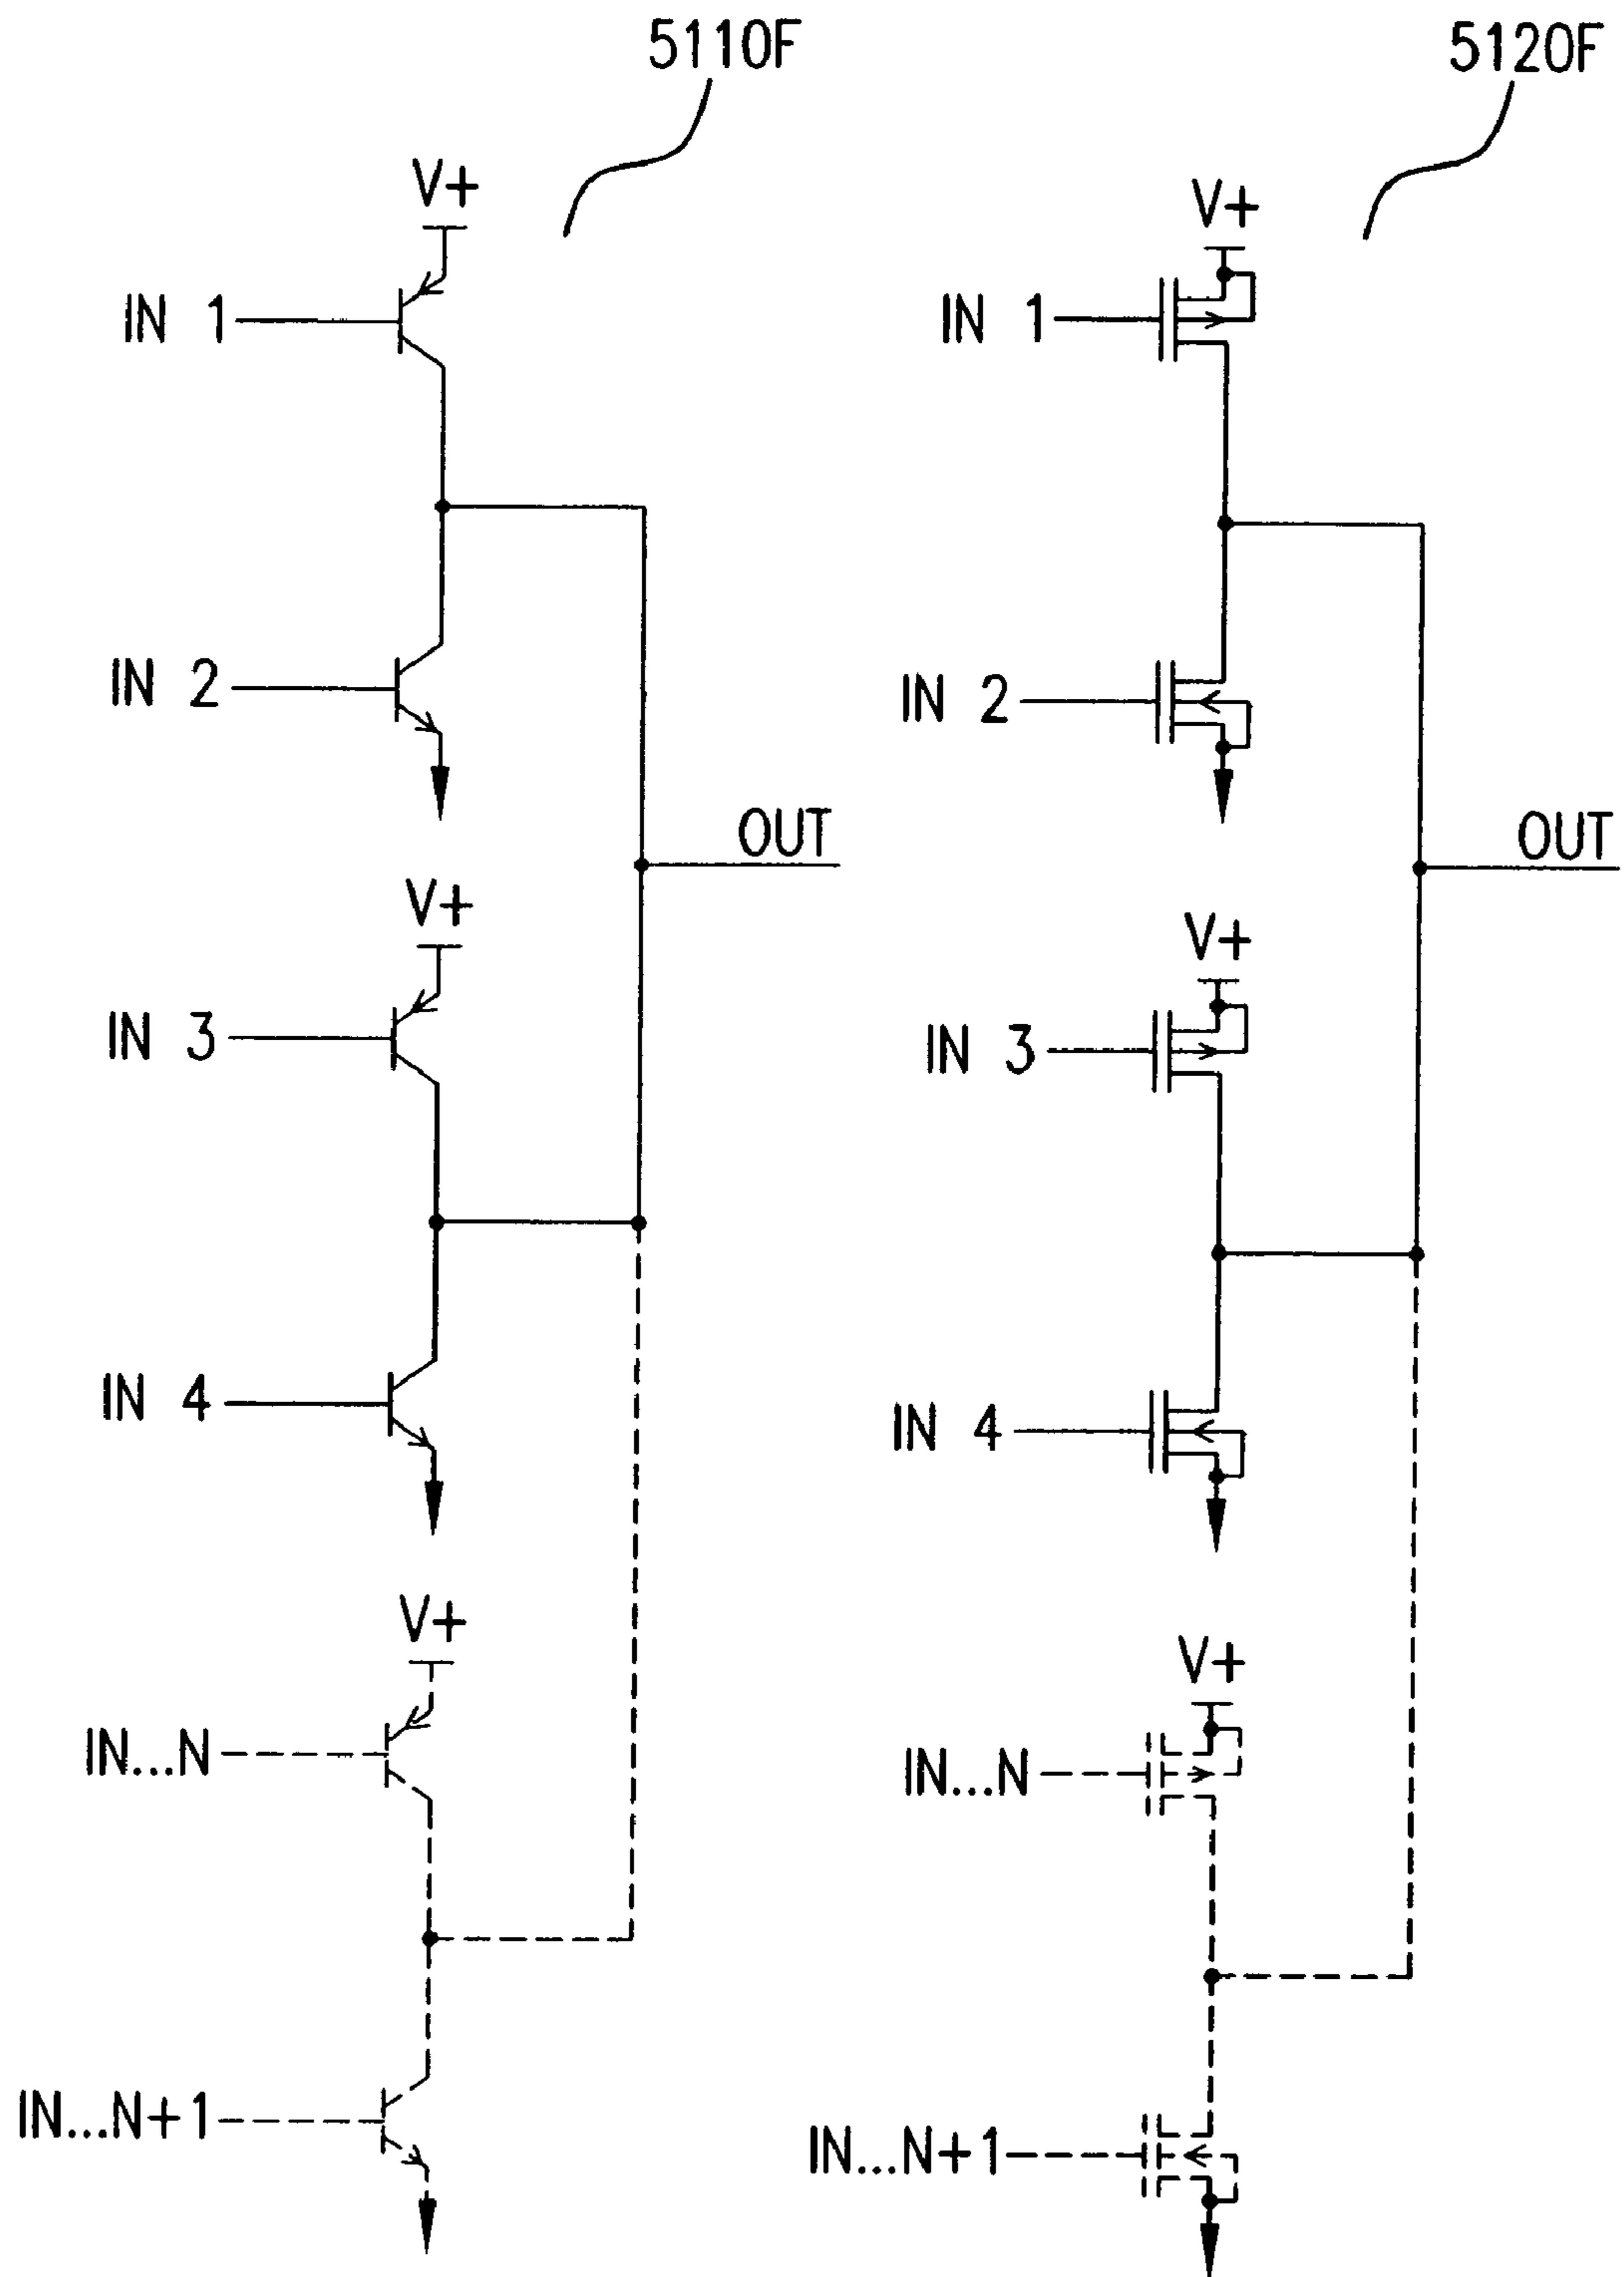 5110F
5120F
V+
V+
IN 1
IN 1
IN 2
IN 2
OUT
OUT
V+
V+
IN 3
IN 3
IN 4
IN 4
V+
V+
IN...N
IN...N
IN...N+1
IN...N+1